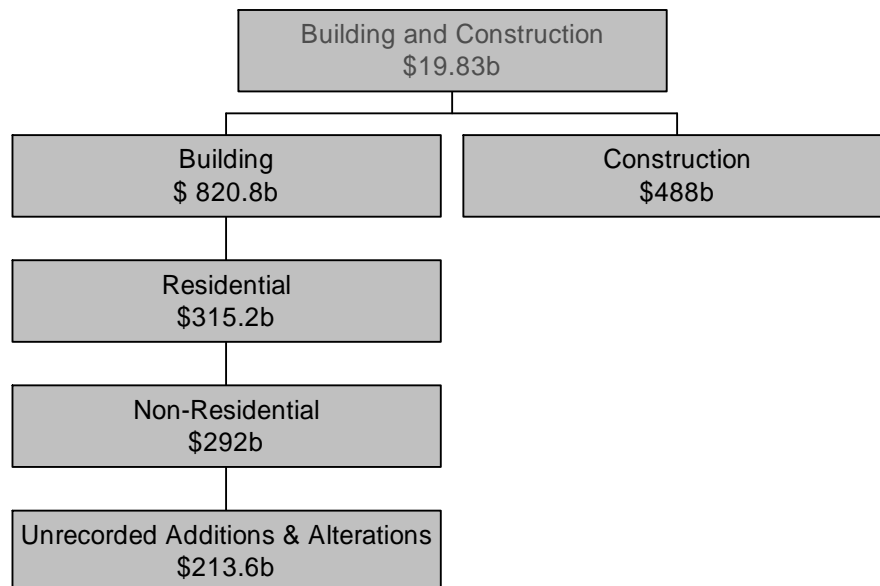 Building and Construction
$19.83b
Building
$ 820.8b
Construction
$488b
Residential
$315.2b
Non-Residential
$292b
Unrecorded Additions & Alterations
$213.6b